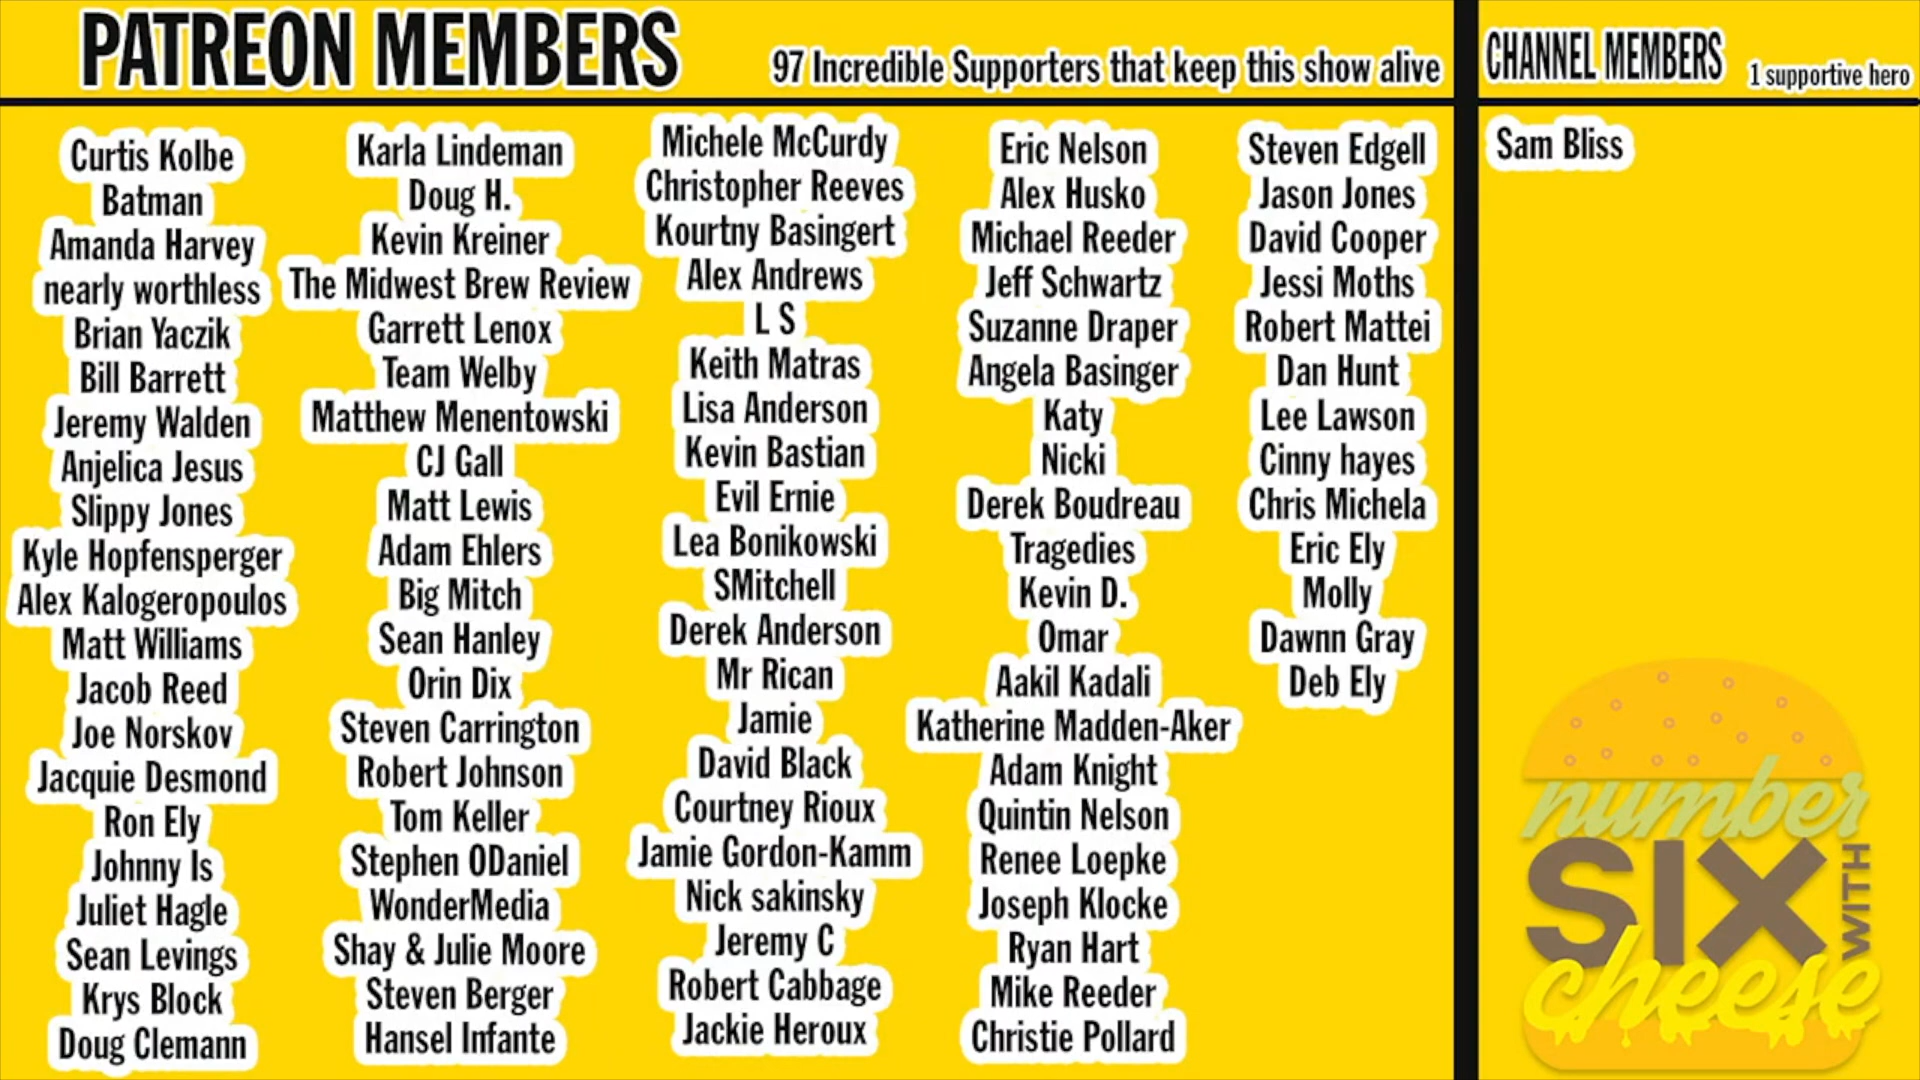 PATREON MEMBERS
97 Incredible Supporters that keep this show alive
Curtis Kolbe
Batman
Amanda Harvey
nearly worthless
Brian Yaczik
Bill Barrett
Jeremy Walden
Anjelica Jesus
Slippy Jones
Kyle Hopfensperger
Alex Kalogeropoulos
Matt Williams
Jacob Reed
Joe Norskov
Jacquie Desmond
Ron Ely
Johnny Is
Juliet Hagle
Sean Levings
Krys Block
Doug Clemann
Karla Lindeman
Doug H.
Kevin Kreiner
The Midwest Brew Review
Garrett Lenox
Team Welby
Matthew Menentowski
CJ Gall
Matt Lewis
Adam Ehlers
Big Mitch
Sean Hanley
Orin Dix
Steven Carrington
Robert Johnson
Tom Keller
Stephen ODaniel
WonderMedia
Shay & Julie Moore
Steven Berger
Hansel Infante
Michele McCurdy
Christopher Reeves
Kourtny Basingert
Alex Andrews
L S
Keith Matras
Lisa Anderson
Kevin Bastian
Evil Ernie
Lea Bonikowski
SMitchell
Derek Anderson
Mr Rican
Jamie
David Black
Courtney Rioux
Jamie Gordon-Kamm
Nick sakinsky
Jeremy C
Robert Cabbage
Jackie Heroux
Eric Nelson
Alex Husko
Michael Reeder
Jeff Schwartz
Suzanne Draper
Angela Basinger
Katy
Nicki
Derek Boudreau
Tragedies
Kevin D.
Omar
Aakil Kadali
Katherine Madden-Aker
Adam Knight
Quintin Nelson
Renee Loepke
Joseph Klocke
Ryan Hart
Mike Reeder
Christie Pollard
Steven Edgell
Jason Jones
David Cooper
Jessi Moths
Robert Mattei
Dan Hunt
Lee Lawson
Cinny hayes
Chris Michela
Eric Ely
Molly
Dawnn Gray
Deb Ely
CHANNEL MEMBERS
1 supportive hero
Sam Bliss
number
SIX
WITH
cheese